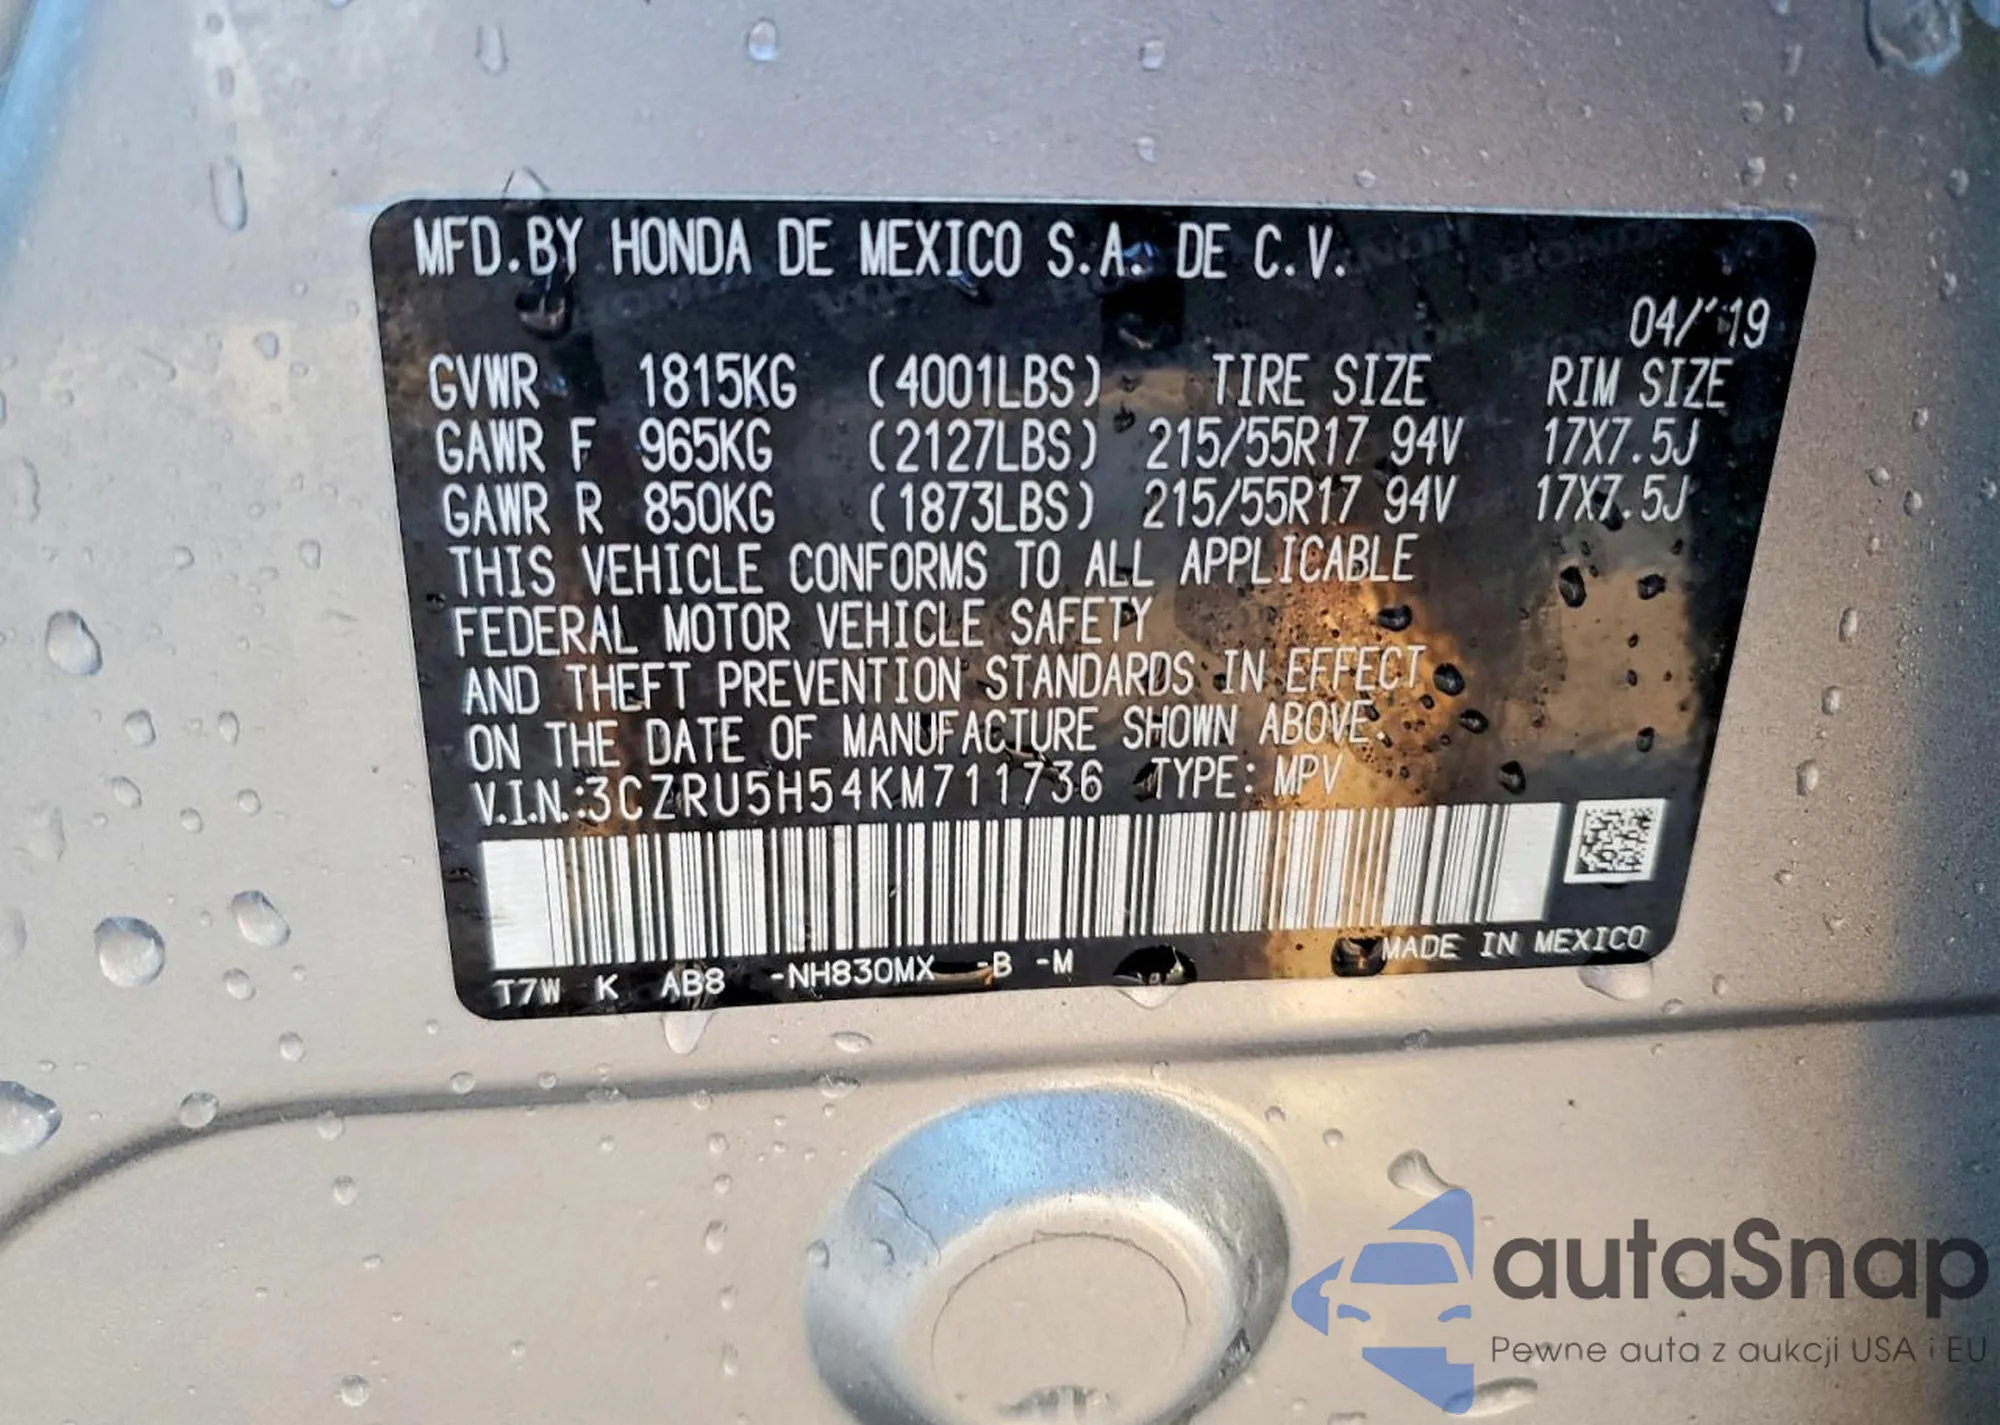 MFD.BY HONDA DE MEXICO S.A. DE C.V.
04/19
GVWR 1815KG (4001LBS) TIRE SIZE RIM SIZE
GAWR F 965KG (2127LBS) 215/55R17 94V 17X7.5J
GAWR R 850KG (1873LBS) 215/55R17 94V 17X7.5J
THIS VEHICLE CONFORMS TO ALL APPLICABLE
FEDERAL MOTOR VEHICLE SAFETY
AND THEFT PREVENTION STANDARDS IN EFFECT
ON THE DATE OF MANUFACTURE SHOWN ABOVE.
V.I.N.:3CZRU5H54KM711736 TYPE: MPV
MADE IN MEXICO
T7W K AB8 -NH830MX -B -M
autaSnap
Pewne auta z aukcji USA i EU